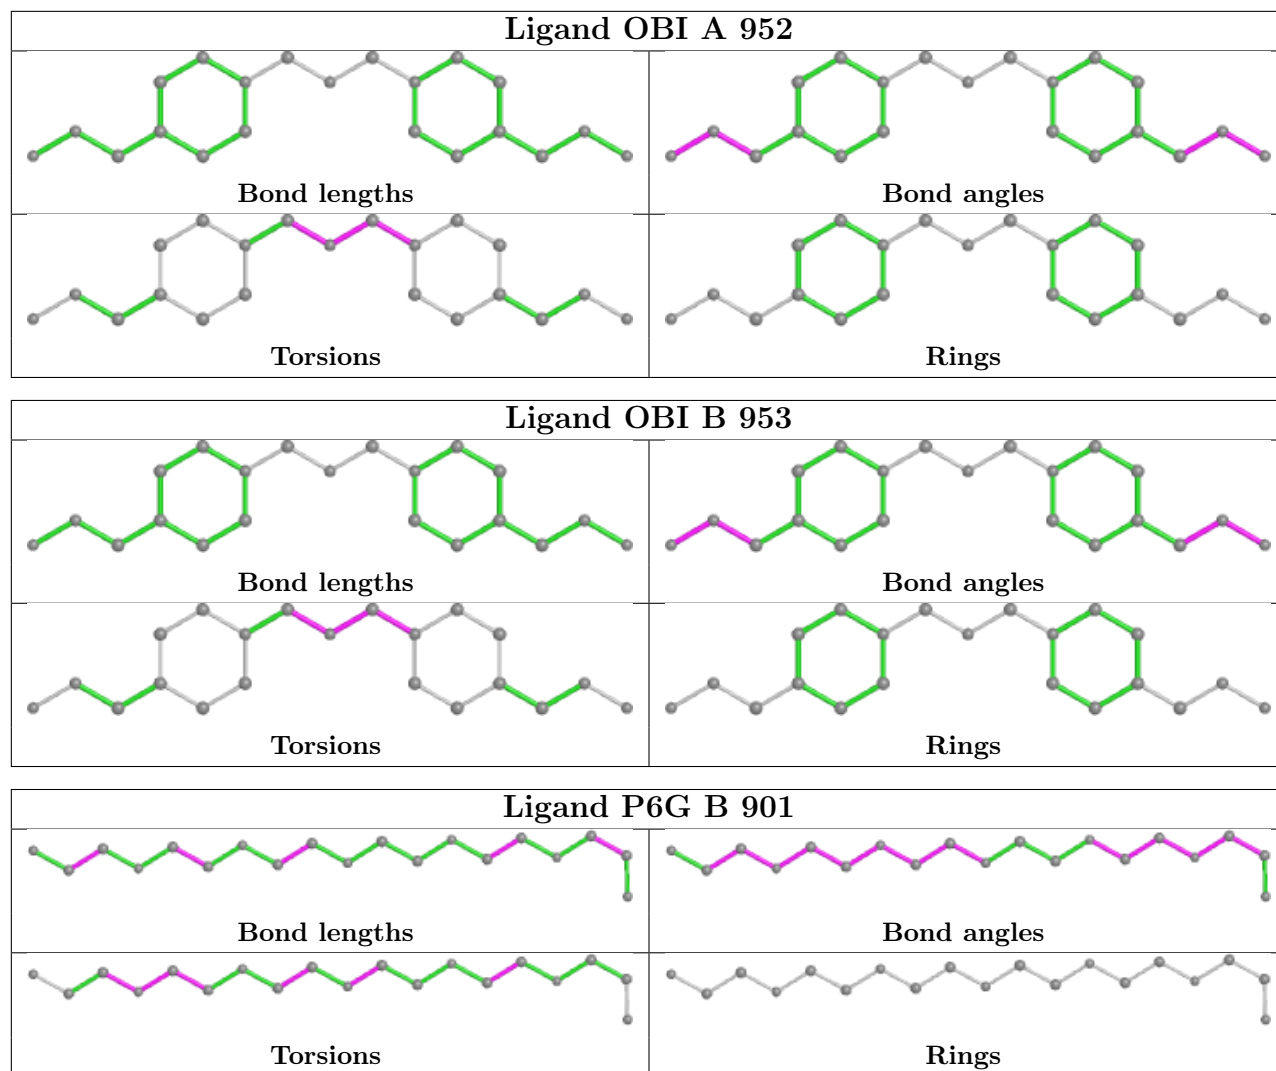 Ligand OBI A 952
Bond lengths
Bond angles
Torsions
Rings
Ligand OBI B 953
Bond lengths
Bond angles
Torsions
Rings
Ligand P6G B 901
Bond lengths
Bond angles
Torsions
Rings